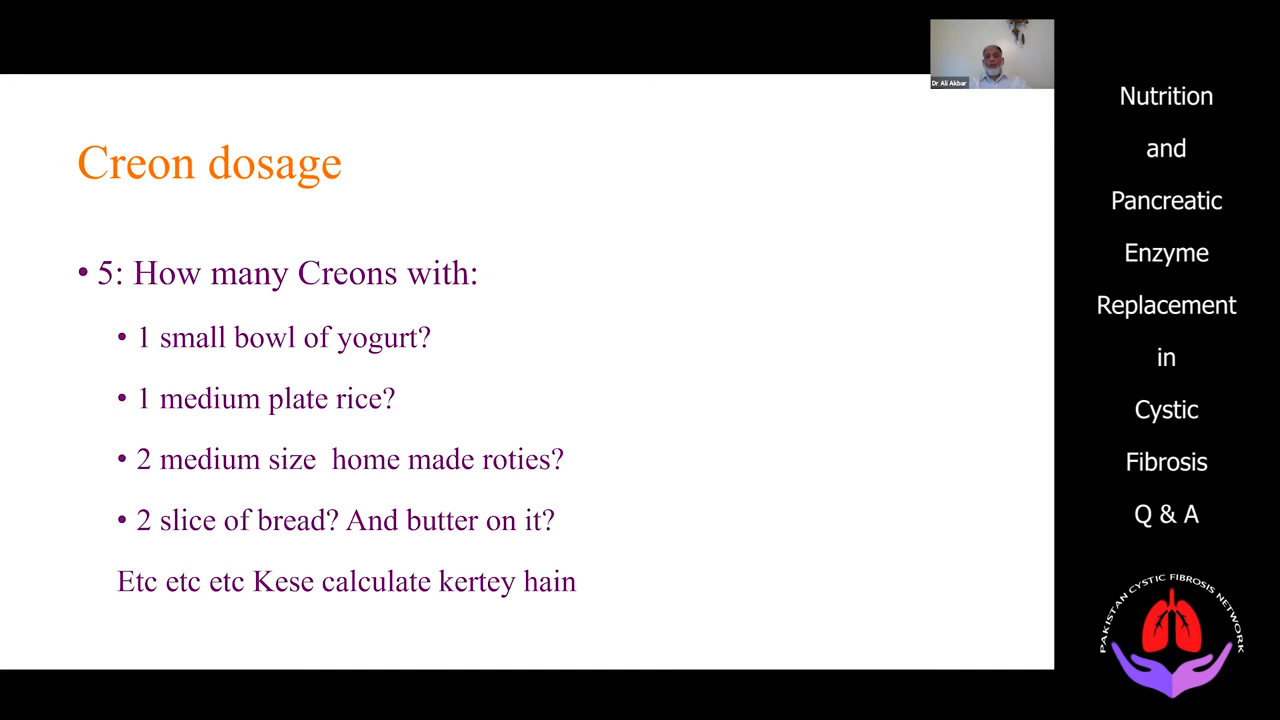 Dr Ali Akbar
Creon dosage
• 5: How many Creons with:
• 1 small bowl of yogurt?
• 1 medium plate rice?
• 2 medium size  home made roties?
• 2 slice of bread? And butter on it?
Etc etc etc Kese calculate kertey hain
Nutrition
and
Pancreatic
Enzyme
Replacement
in
Cystic
Fibrosis
Q & A
PAKISTAN CYSTIC FIBROSIS NETWORK